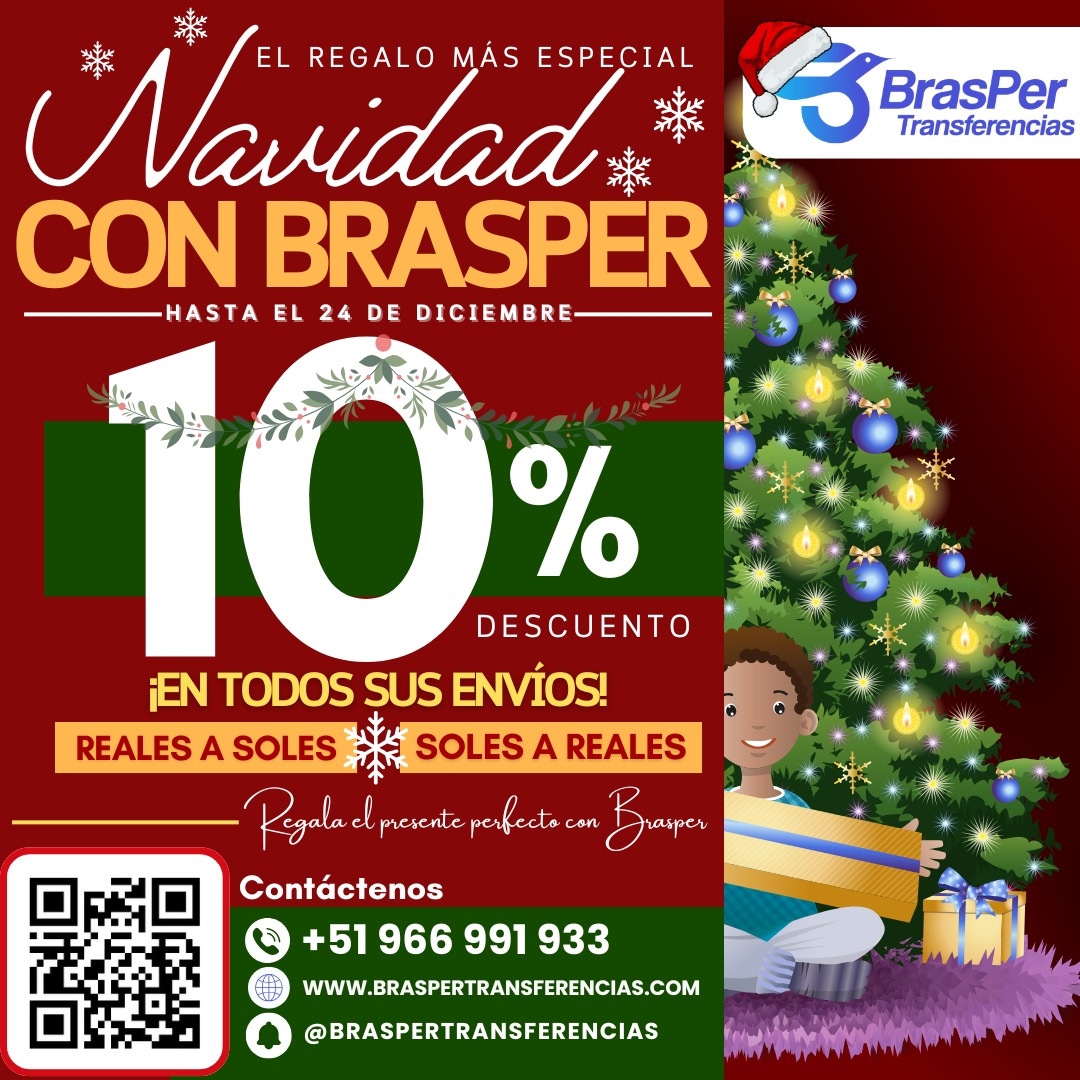 EL REGALO MÁS ESPECIAL
Navidad
CON BRASPER
HASTA EL 24 DE DICIEMBRE
10%
DESCUENTO
¡EN TODOS SUS ENVÍOS!
REALES A SOLES
SOLES A REALES
Regala el presente perfecto con Brasper
Contáctenos
+51 966 991 933
WWW.BRASPERTRANSFERENCIAS.COM
@BRASPERTRANSFERENCIAS
BrasPer
Transferencias